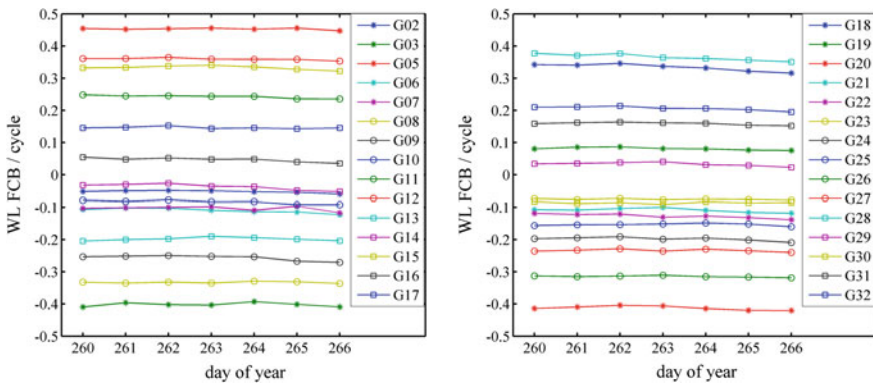 WL FCB / cycle
0.5
0.4
0.3
0.2
0.1
0
-0.1
-0.2
-0.3
-0.4
-0.5
260 261 262 263 264 265 266
day of year
G02
G03
G05
G06
G07
G08
G09
G10
G11
G12
G13
G14
G15
G16
G17
WL FCB / cycle
0.5
0.4
0.3
0.2
0.1
0
-0.1
-0.2
-0.3
-0.4
-0.5
260 261 262 263 264 265 266
day of year
G18
G19
G20
G21
G22
G23
G24
G25
G26
G27
G28
G29
G30
G31
G32